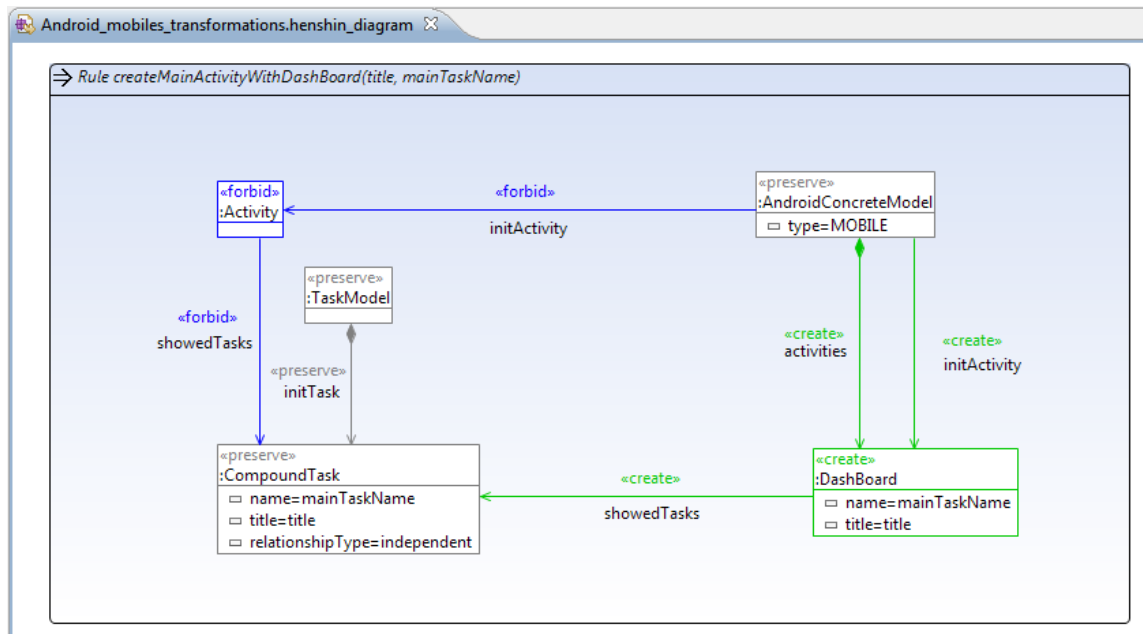 Android_mobiles_transformations.henshin_diagram
Rule createMainActivityWithDashBoard(title, mainTaskName)
«forbid»
:Activity
«forbid»
initActivity
«preserve»
:AndroidConcreteModel
type=MOBILE
«preserve»
:TaskModel
«forbid»
showedTasks
«preserve»
initTask
«create»
activities
«create»
initActivity
«preserve»
:CompoundTask
name=mainTaskName
title=title
relationshipType=independent
«create»
showedTasks
«create»
:DashBoard
name=mainTaskName
title=title